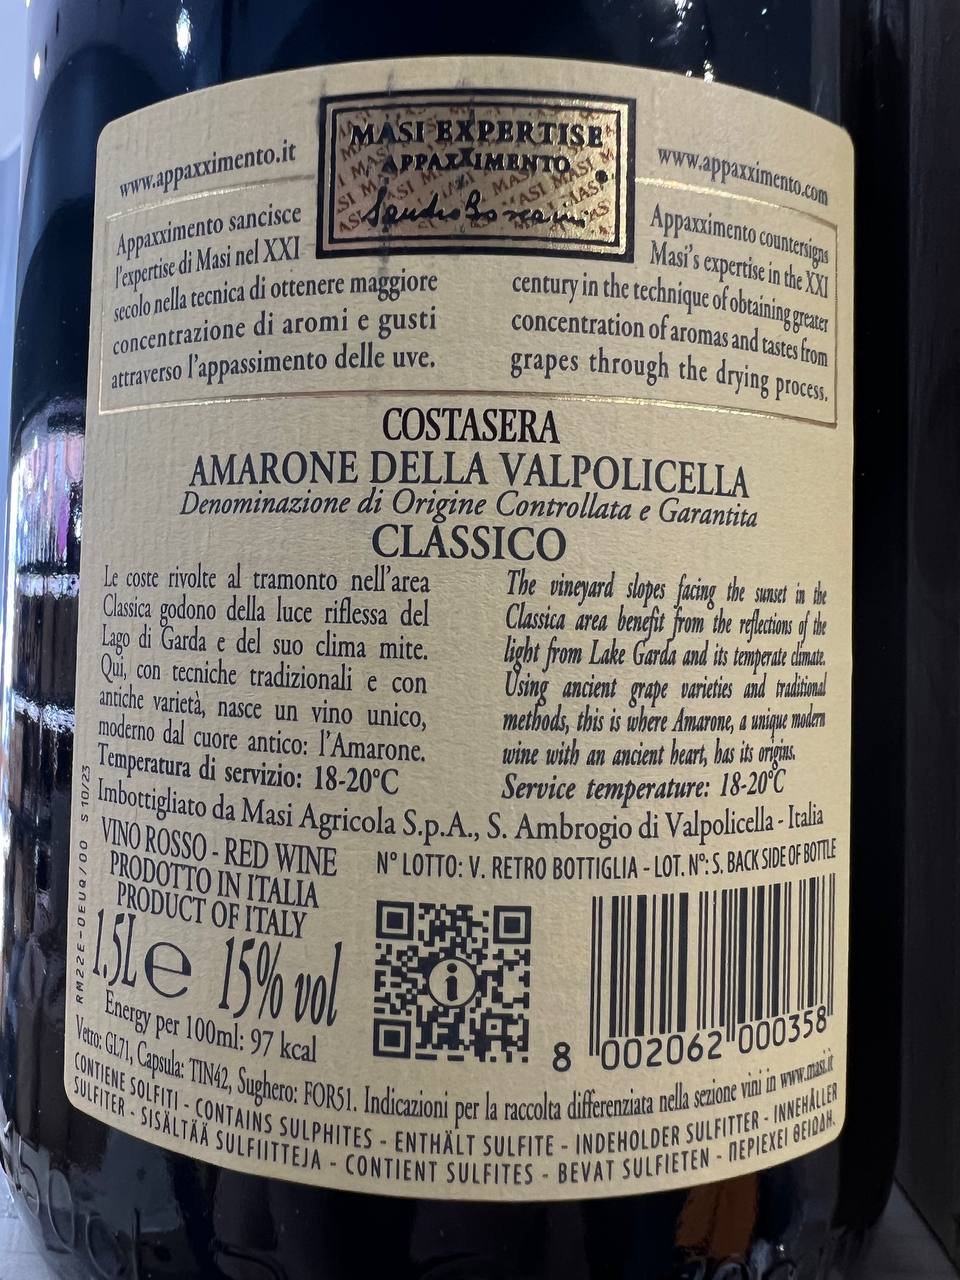 MASI EXPERTISE
APPAXXIMENTO
www.appaxximento.it
Appaxximento sancisce
l'expertise di Masi nel XXI
secolo nella tecnica di ottenere maggiore
concentrazione di aromi e gusti
attraverso l'appassimento delle uve.
www.appaxximento.com
Appaxximento countersigns
Masi's expertise in the XXI
century in the technique of obtaining greater
concentration of aromas and tastes from
grapes through the drying process.
COSTASERA
AMARONE DELLA VALPOLICELLA
Denominazione di Origine Controllata e Garantita
CLASSICO
Le coste rivolte al tramonto nell'area
Classica godono della luce riflessa del
Lago di Garda e del suo clima mite.
Qui, con tecniche tradizionali e con
antiche varietà, nasce un vino unico,
moderno dal cuore antico: l'Amarone.
Temperatura di servizio: 18-20°C
The vineyard slopes facing the sunset in the
Classica area benefit from the reflections of the
light from Lake Garda and its temperate climate.
Using ancient grape varieties and traditional
methods, this is where Amarone, a unique modern
wine with an ancient heart, has its origins.
Service temperature: 18-20°C
Imbottigliato da Masi Agricola S.p.A., S. Ambrogio di Valpolicella - Italia
VINO ROSSO - RED WINE
PRODOTTO IN ITALIA
PRODUCT OF ITALY
N° LOTTO: V. RETRO BOTTIGLIA - LOT. N°: S. BACK SIDE OF BOTTLE
1,5L e 15% vol
Energy per 100ml: 97 kcal
i
8 002062 000358
RM22E-0EUQ/00 S 10/23
Vetro: GL71, Capsula: TIN42, Sughero: FOR51. Indicazioni per la raccolta differenziata nella sezione vini in www.masi.it
CONTIENE SOLFITI - CONTAINS SULPHITES - ENTHÄLT SULFITE - INDEHOLDER SULFITTER - INNEHÅLLER
SULFITER - SISÄLTÄÄ SULFIITTEJA - CONTIENT SULFITES - BEVAT SULFIETEN - ΠΕΡΙΕΧΕΙ ΘΕΙΩΔΗ.